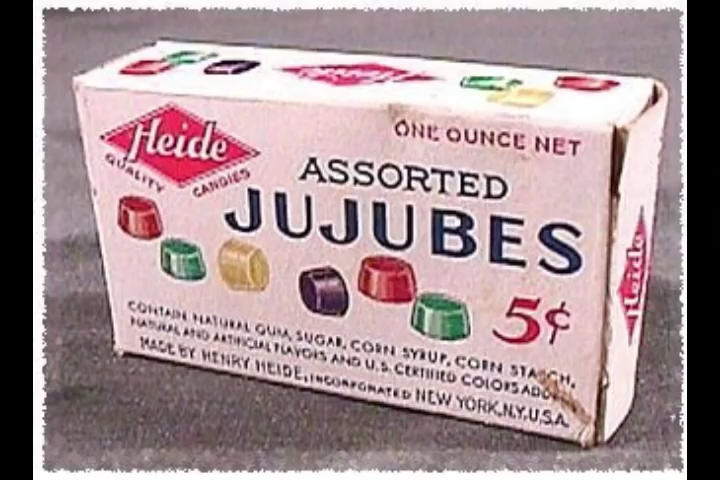 Heide
QUALITY CANDIES
ONE OUNCE NET
ASSORTED
JUJUBES
5¢
CONTAIN NATURAL GUM, SUGAR, CORN SYRUP, CORN STARCH,
NATURAL AND ARTIFICIAL FLAVORS AND U.S. CERTIFIED COLORS
MADE BY HENRY HEIDE, INCORPORATED NEW YORK, N.Y. U.S.A.
Heide